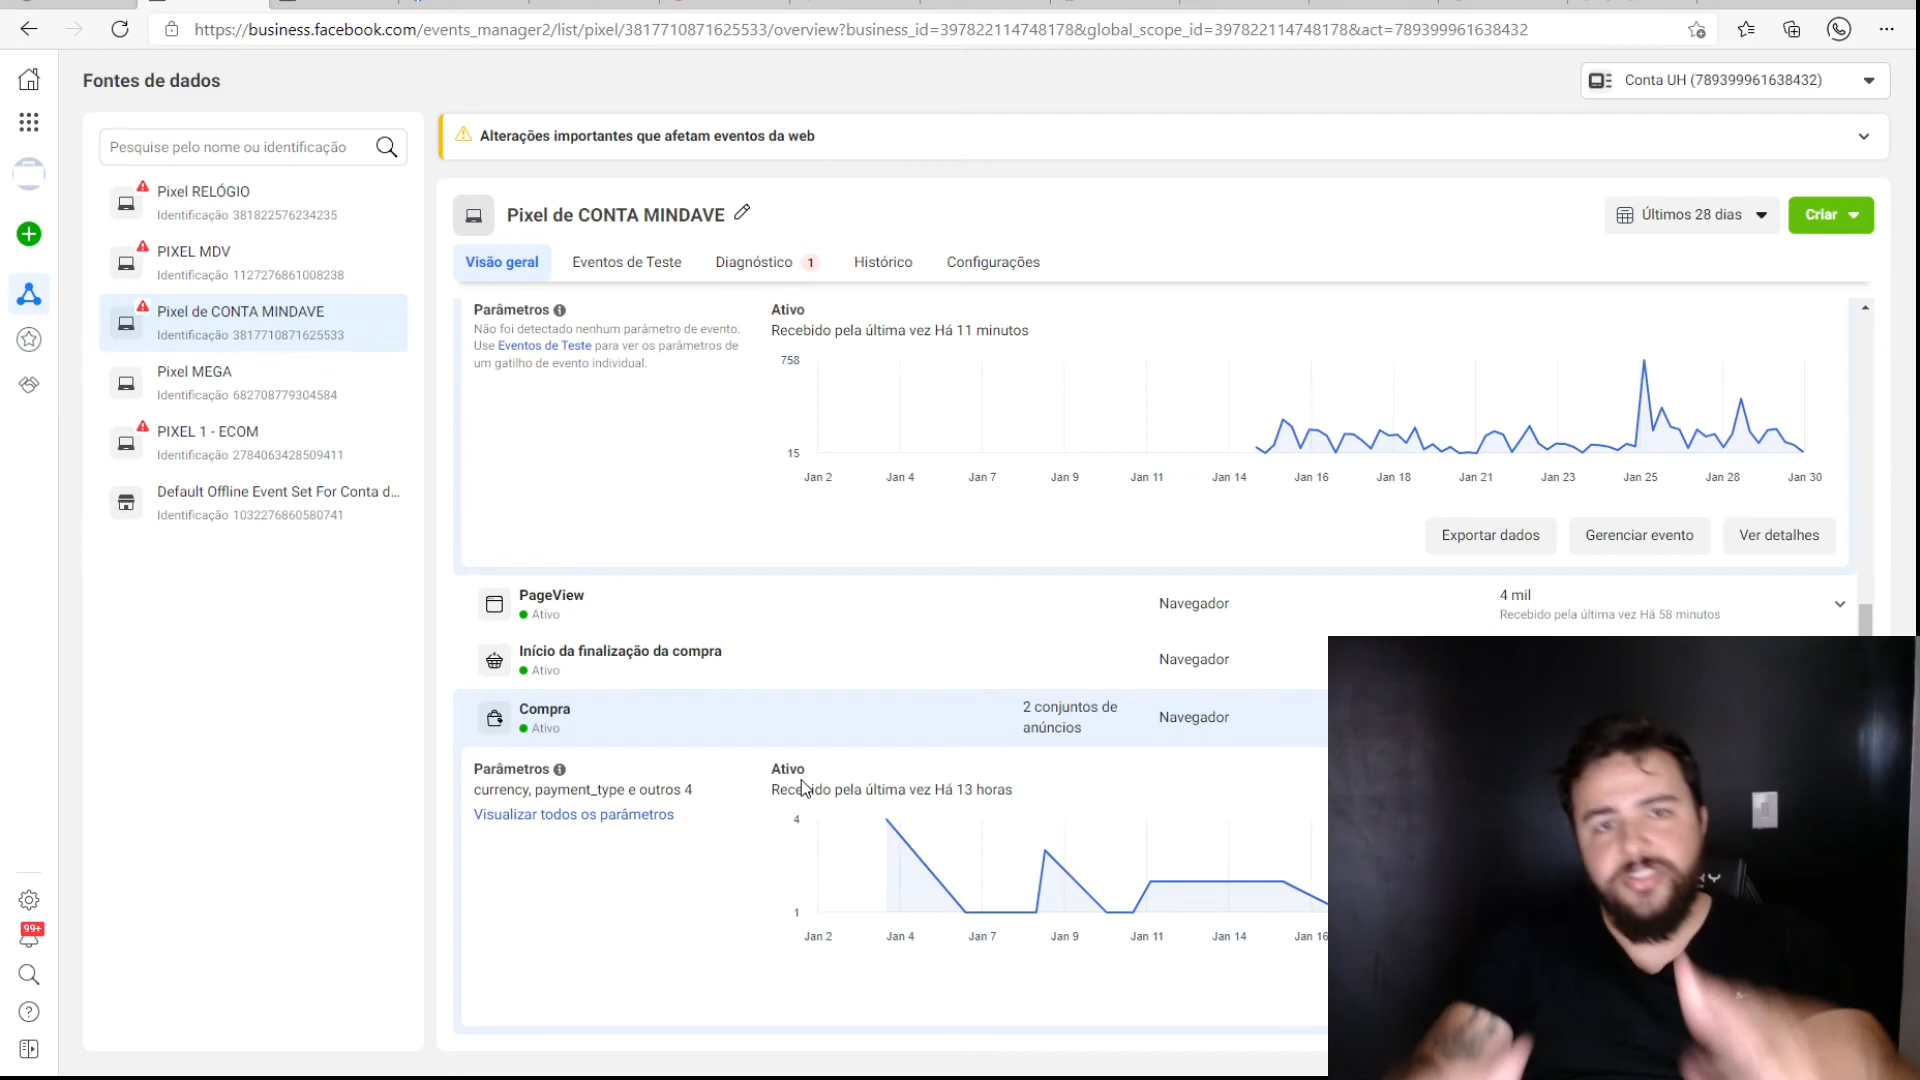 https://business.facebook.com/events_manager2/list/pixel/3817710871625533/overview?business_id=397822114748178&global_scope_id=397822114748178&act=789399961638432
Fontes de dados
Conta UH (789399961638432)
Pesquise pelo nome ou identificação
Pixel RELÓGIO
Identificação 381822576234235
PIXEL MDV
Identificação 1127276861008238
Pixel de CONTA MINDAVE
Identificação 3817710871625533
Pixel MEGA
Identificação 682708779304584
PIXEL 1 - ECOM
Identificação 2784063428509411
Default Offline Event Set For Conta d...
Identificação 1032276860580741
99+
Alterações importantes que afetam eventos da web
Pixel de CONTA MINDAVE
Últimos 28 dias
Criar
Visão geral
Eventos de Teste
Diagnóstico 1
Histórico
Configurações
Parâmetros
Não foi detectado nenhum parâmetro de evento.
Use Eventos de Teste para ver os parâmetros de
um gatilho de evento individual.
Ativo
Recebido pela última vez Há 11 minutos
758
15
Jan 2 Jan 4 Jan 7 Jan 9 Jan 11 Jan 14 Jan 16 Jan 18 Jan 21 Jan 23 Jan 25 Jan 28 Jan 30
Exportar dados
Gerenciar evento
Ver detalhes
PageView
Ativo
Navegador
4 mil
Recebido pela última vez Há 58 minutos
Início da finalização da compra
Ativo
Navegador
Compra
Ativo
2 conjuntos de
anúncios
Navegador
Parâmetros
currency, payment_type e outros 4
Visualizar todos os parâmetros
Ativo
Recebido pela última vez Há 13 horas
4
1
Jan 2 Jan 4 Jan 7 Jan 9 Jan 11 Jan 14 Jan 16